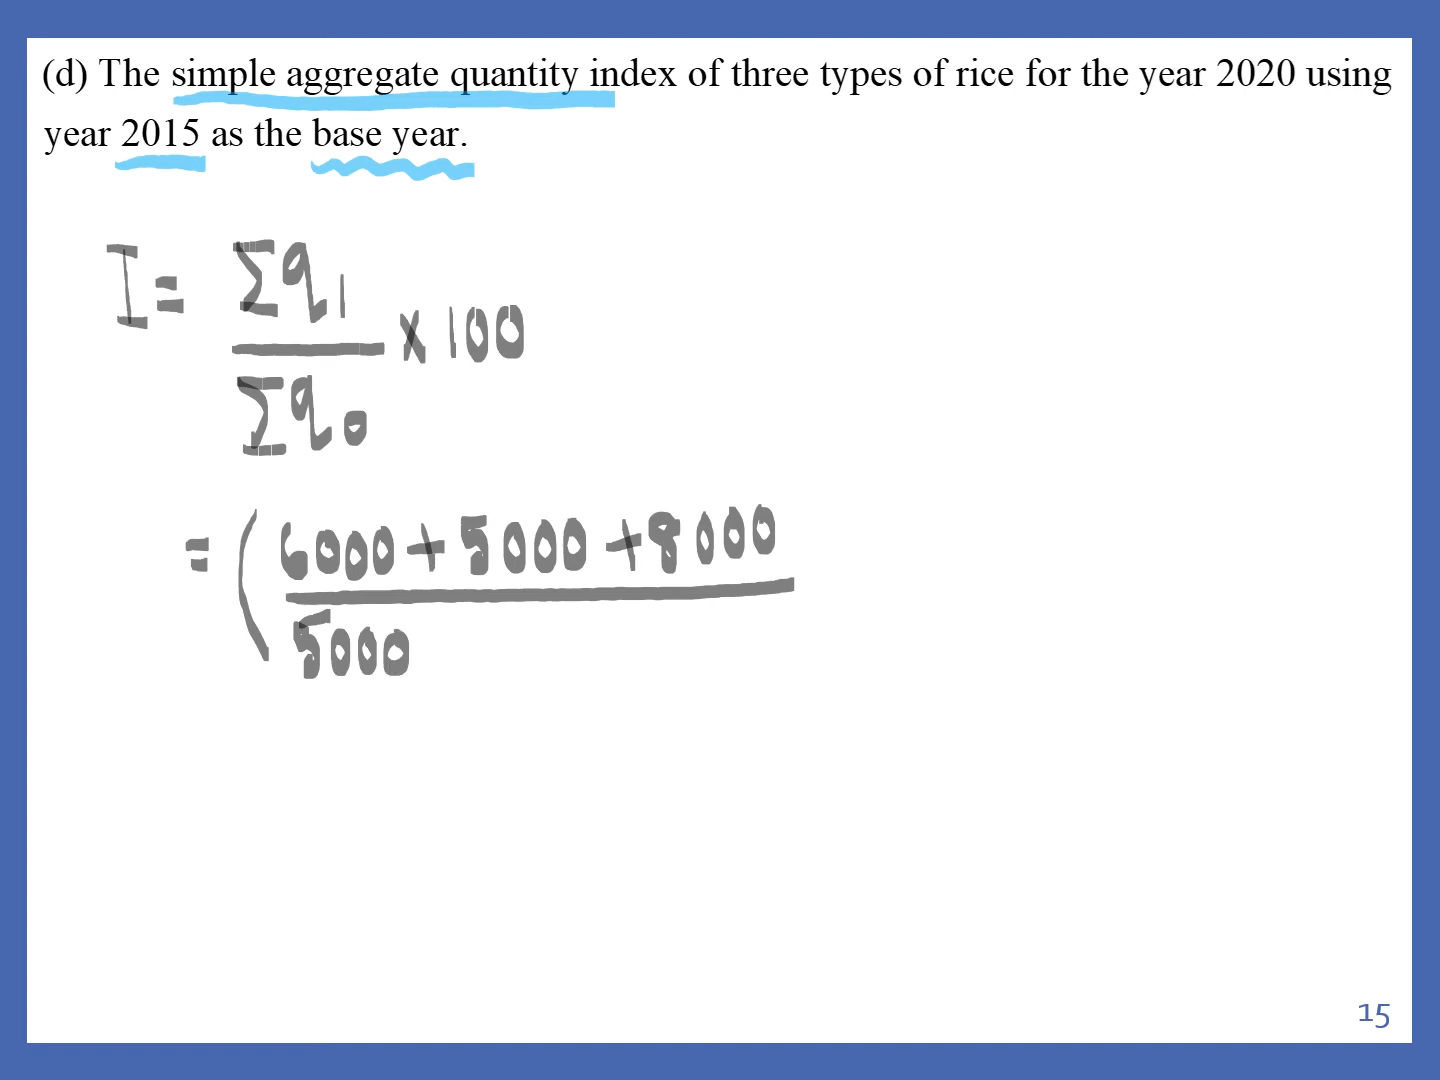 (d) The simple aggregate quantity index of three types of rice for the year 2020 using
year 2015 as the base year.
I = Σq1 / Σq0 × 100
= ( 6000 + 5000 + 8000
5000
15